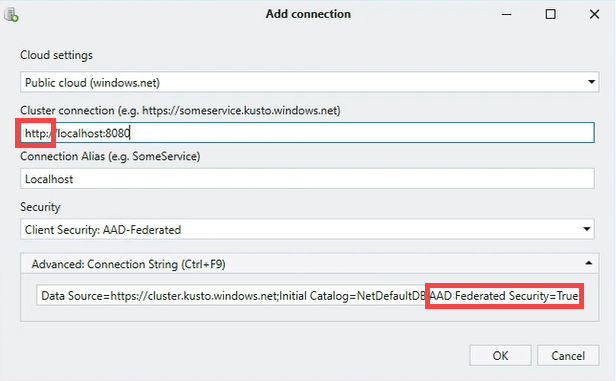 Add connection
Cloud settings
Public cloud (windows.net)
Cluster connection (e.g. https://someservice.kusto.windows.net)
http://localhost:8080
Connection Alias (e.g. SomeService)
Localhost
Security
Client Security: AAD-Federated
Advanced: Connection String (Ctrl+F9)
Data Source=https://cluster.kusto.windows.net;Initial Catalog=NetDefaultDB AAD Federated Security=True
OK Cancel